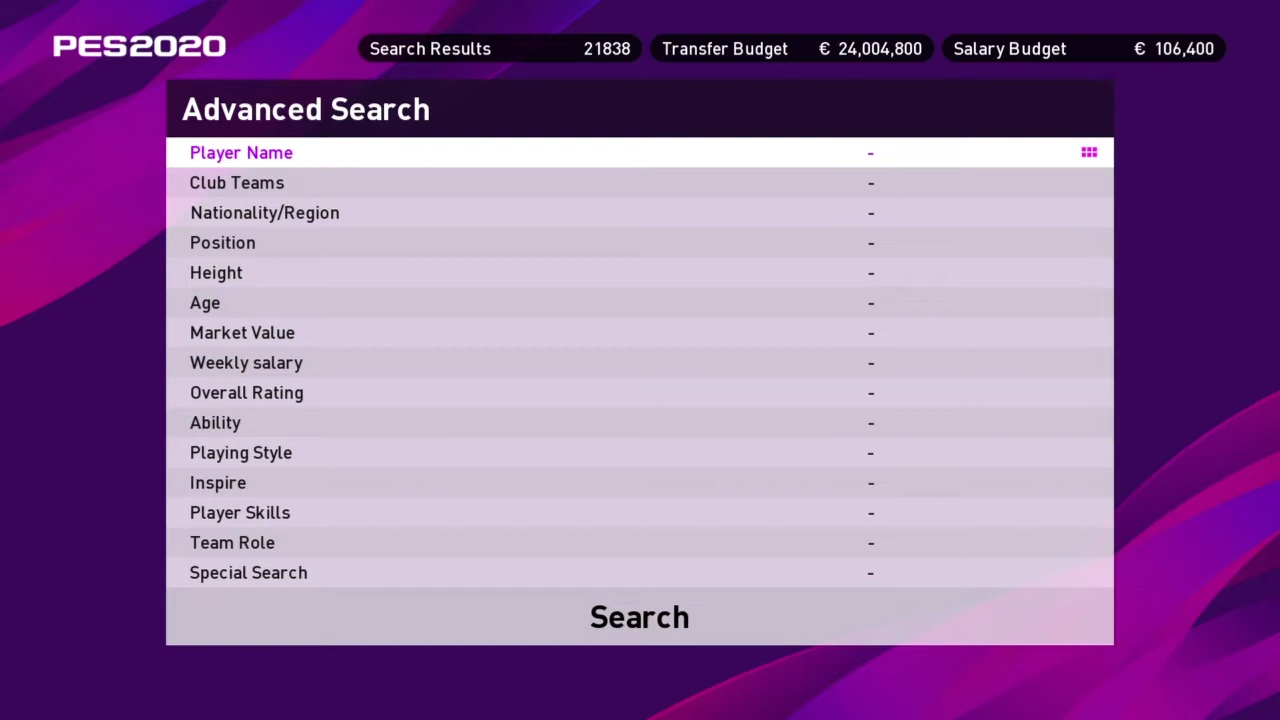 PES2020
Search Results 21838 Transfer Budget € 24,004,800 Salary Budget € 106,400
Advanced Search
Player Name -
Club Teams -
Nationality/Region -
Position -
Height -
Age -
Market Value -
Weekly salary -
Overall Rating -
Ability -
Playing Style -
Inspire -
Player Skills -
Team Role -
Special Search -
Search